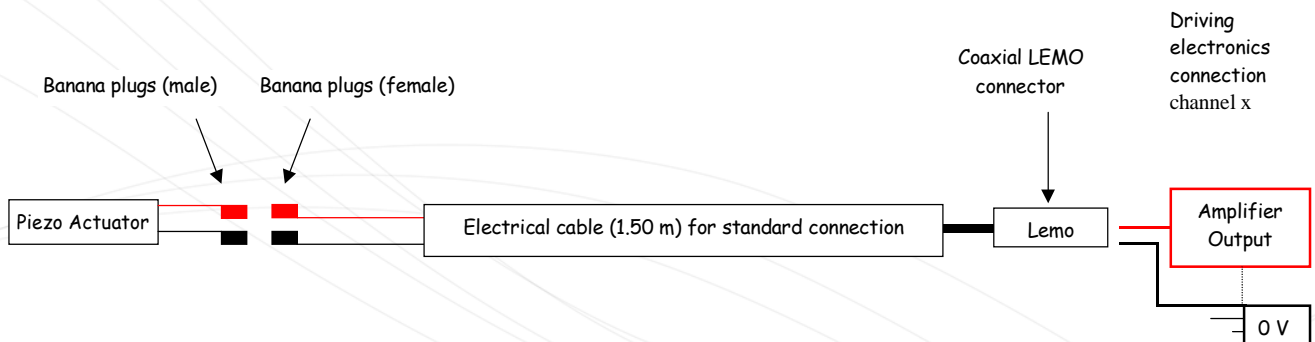 Driving
electronics
connection
channel x
Coaxial LEMO
connector
Banana plugs (male)
Banana plugs (female)
Piezo Actuator
Electrical cable (1.50 m) for standard connection
Lemo
Amplifier
Output
0 V